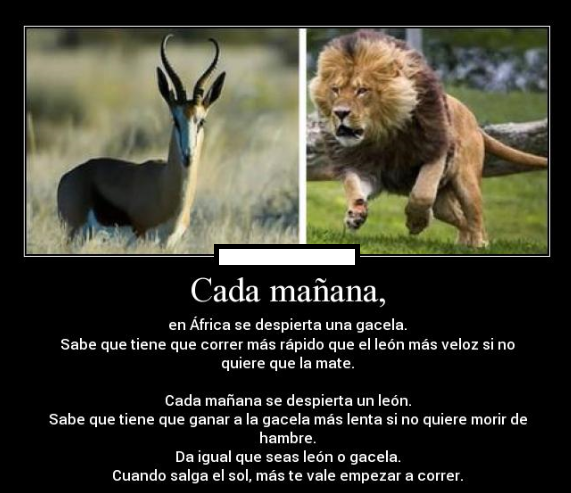 Cada mañana,
en África se despierta una gacela.
Sabe que tiene que correr más rápido que el león más veloz si no
quiere que la mate.
Cada mañana se despierta un león.
Sabe que tiene que ganar a la gacela más lenta si no quiere morir de
hambre.
Da igual que seas león o gacela.
Cuando salga el sol, más te vale empezar a correr.